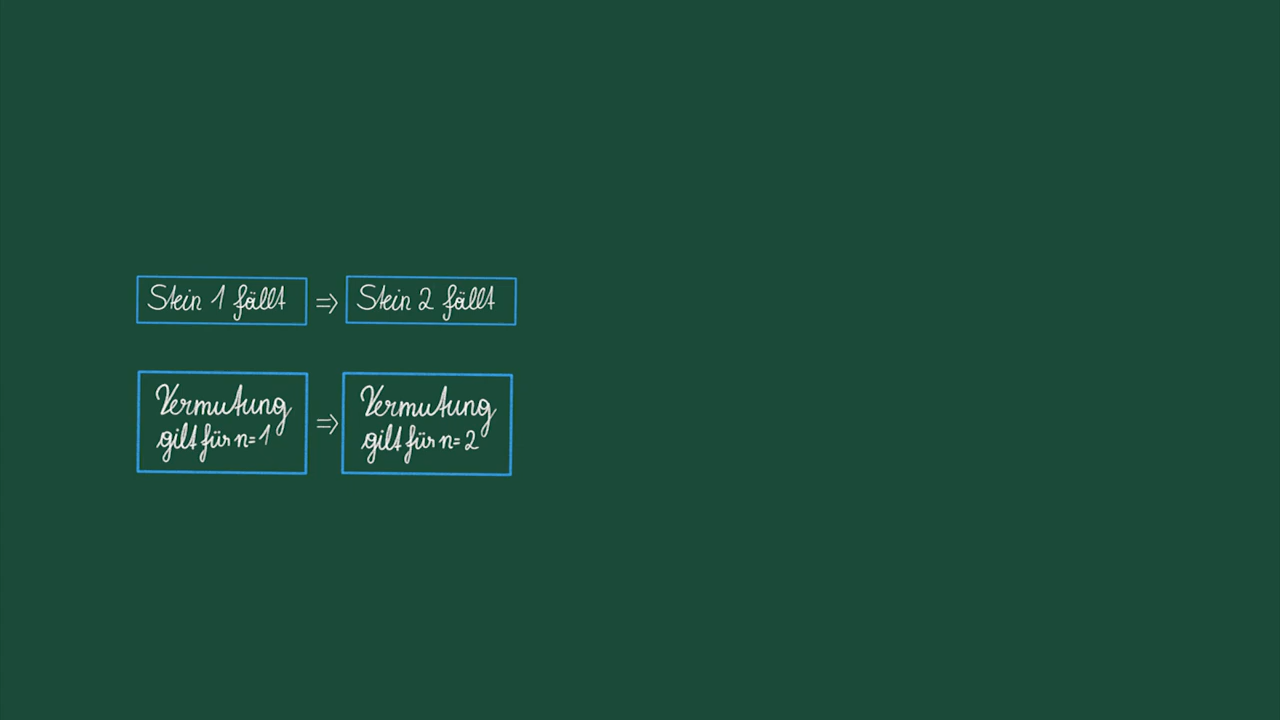 Stein 1 fällt ⇒ Stein 2 fällt
Vermutung
gilt für n=1
⇒
Vermutung
gilt für n=2